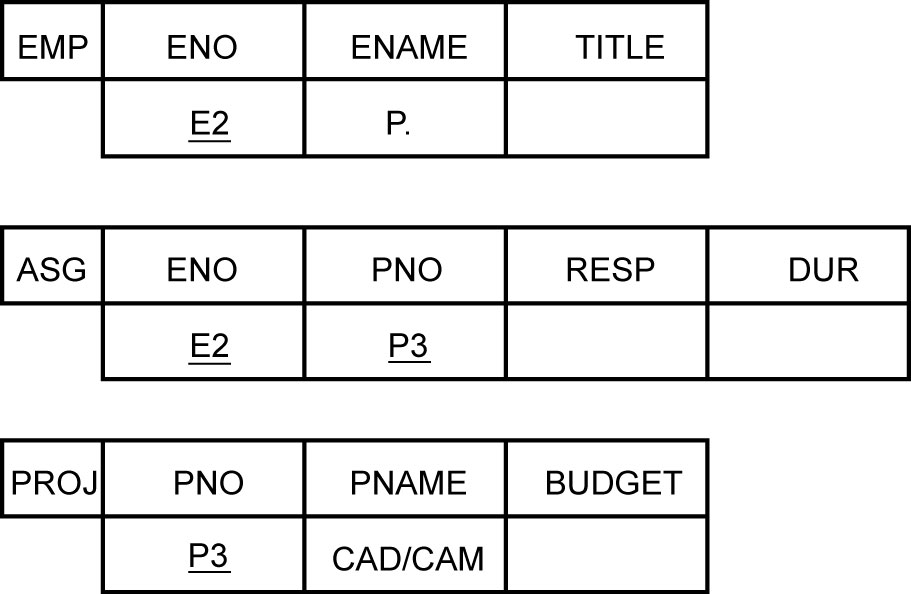 EMP ENO ENAME TITLE
E2 P.
ASG ENO PNO RESP DUR
E2 P3
PROJ PNO PNAME BUDGET
P3 CAD/CAM